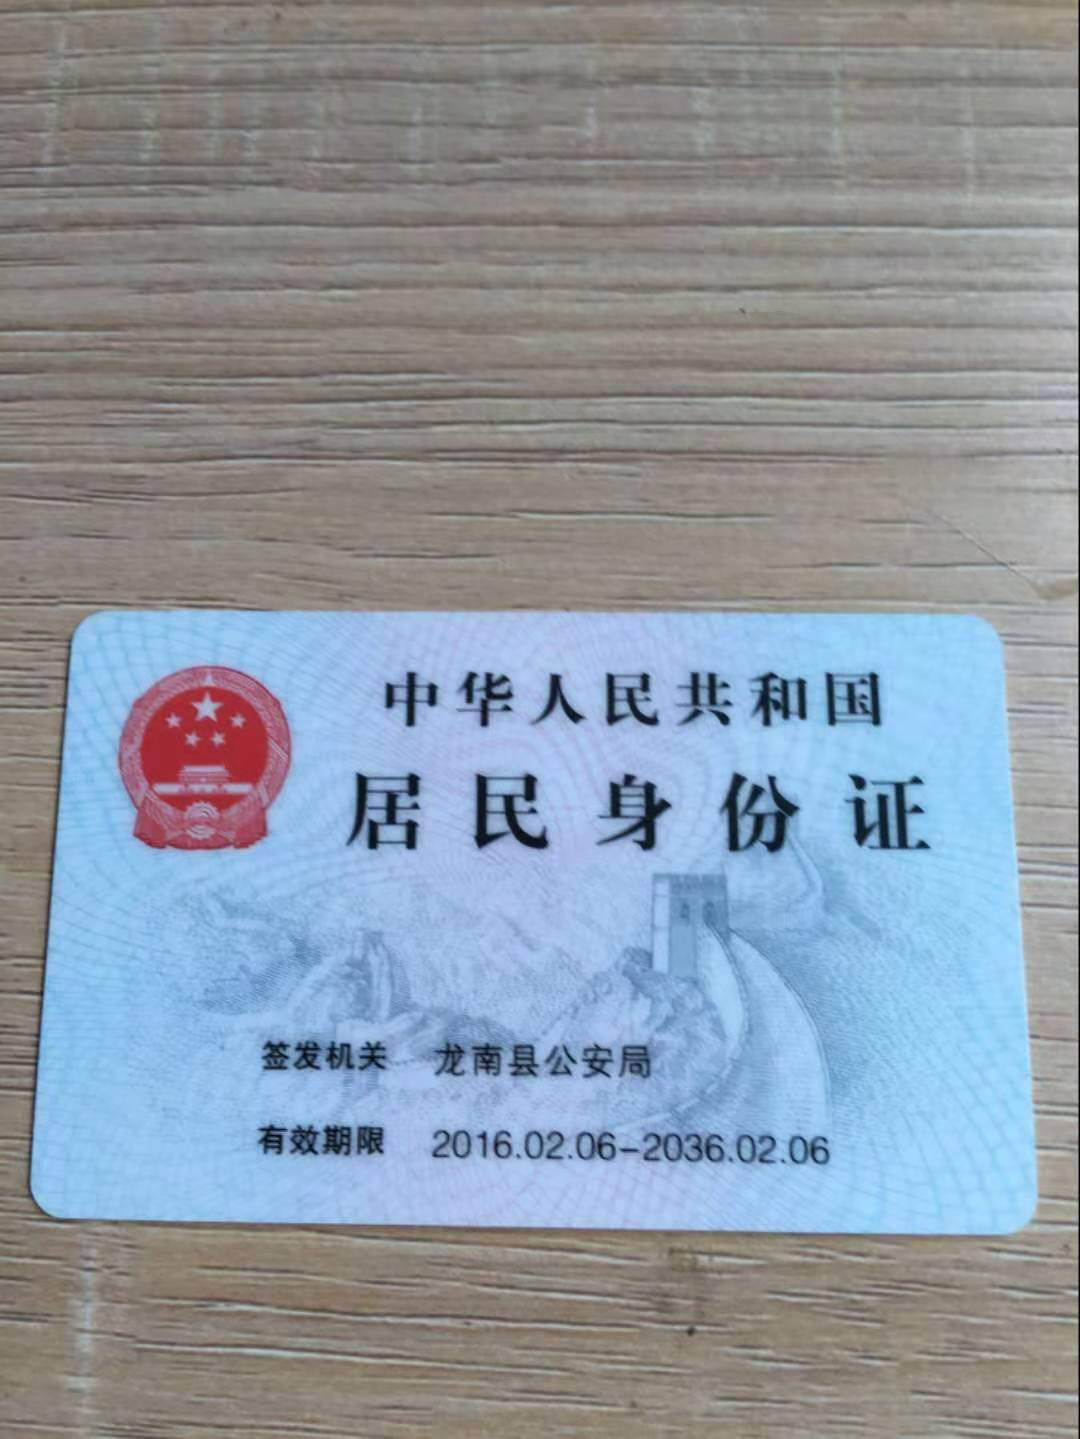 中华人民共和国
居民身份证
签发机关 龙南县公安局
有效期限 2016.02.06-2036.02.06